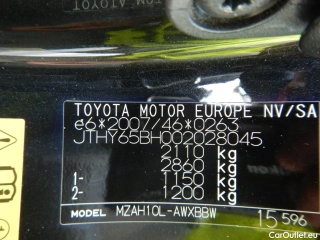 TOYOTA MOTOR EUROPE NV/SA
e6*2007/46*0263
JTHY65BH002028045
2110 kg
2860 kg
1- 1150 kg
2- 1200 kg
MODEL MZAH10L-AWXBBW
15 596
CarOutlet.eu